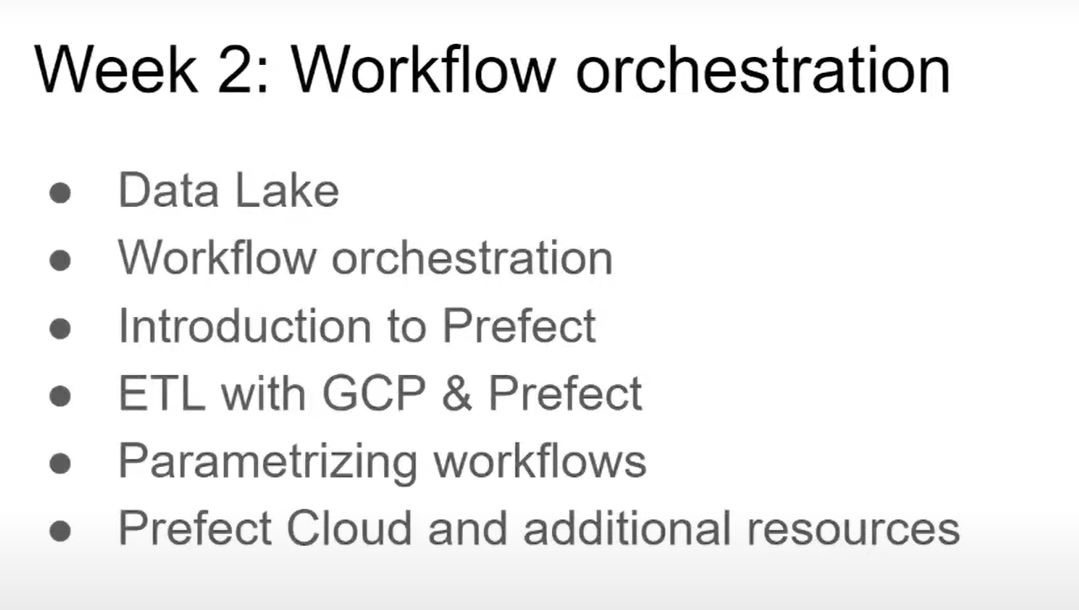 Week 2: Workflow orchestration
● Data Lake
● Workflow orchestration
● Introduction to Prefect
● ETL with GCP & Prefect
● Parametrizing workflows
● Prefect Cloud and additional resources